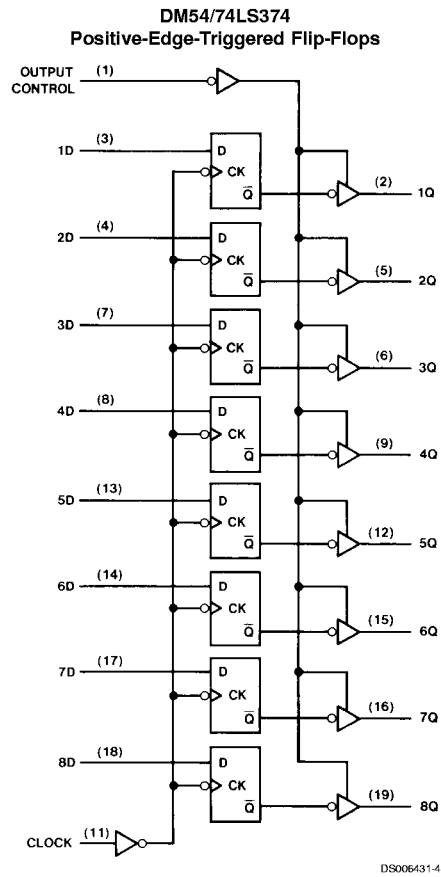 DM54/74LS374
Positive-Edge-Triggered Flip-Flops
OUTPUT CONTROL (1)
1D (3) D CK Q̅ (2) 1Q
2D (4) D CK Q̅ (5) 2Q
3D (7) D CK Q̅ (6) 3Q
4D (8) D CK Q̅ (9) 4Q
5D (13) D CK Q̅ (12) 5Q
6D (14) D CK Q̅ (15) 6Q
7D (17) D CK Q̅ (16) 7Q
8D (18) D CK Q̅ (19) 8Q
CLOCK (11)
DS006431-4